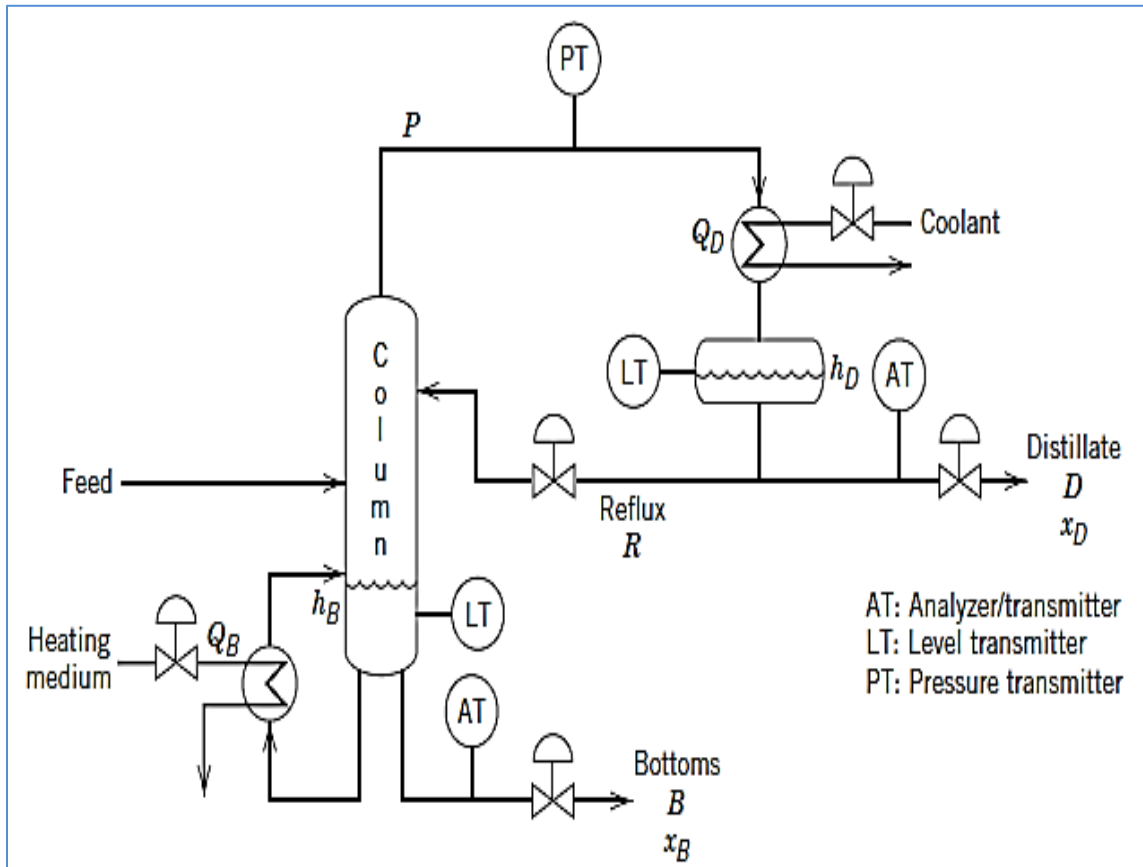 PT
P
Q_D
Coolant
Column
LT
h_D
AT
Feed
Reflux
R
Distillate
D
x_D
h_B
LT
Heating
medium
Q_B
AT
Bottoms
B
x_B
AT: Analyzer/transmitter
LT: Level transmitter
PT: Pressure transmitter